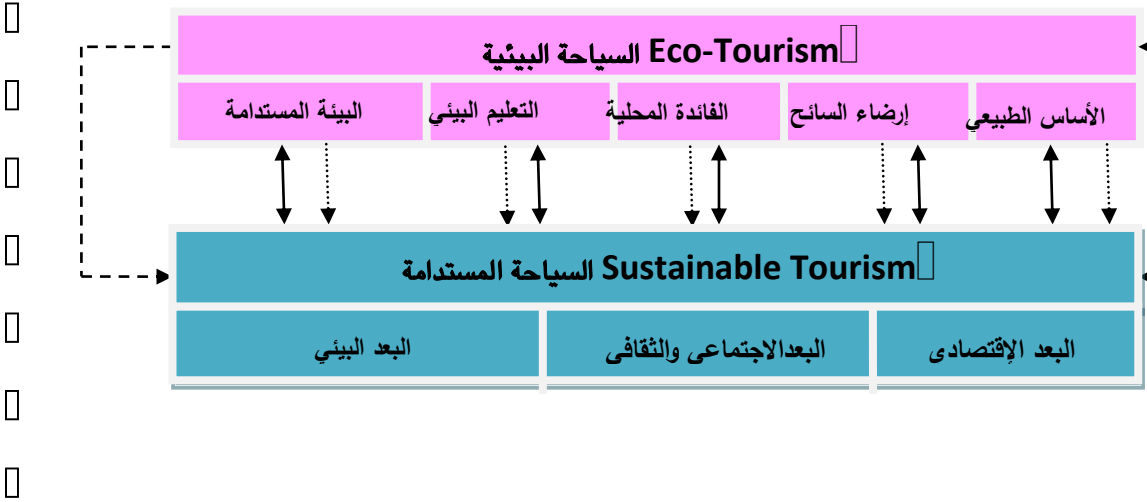 السياحة البيئية Eco-Tourism
الأساس الطبيعي
إرضاء السائح
الفائدة المحلية
التعليم البيئي
البيئة المستدامة
السياحة المستدامة Sustainable Tourism
البعد الإقتصادى
البعدالاجتماعى والثقافى
البعد البيئي